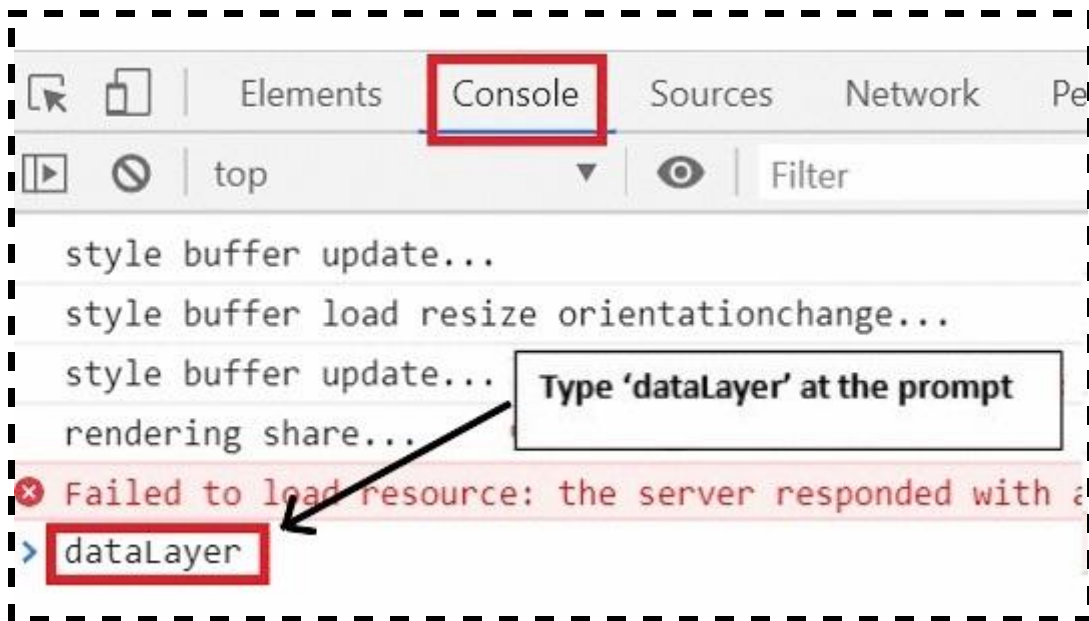 Elements Console Sources Network Pe
top Filter
style buffer update...
style buffer load resize orientationchange...
style buffer update...
Type ‘dataLayer’ at the prompt
rendering share...
Failed to load resource: the server responded with
dataLayer